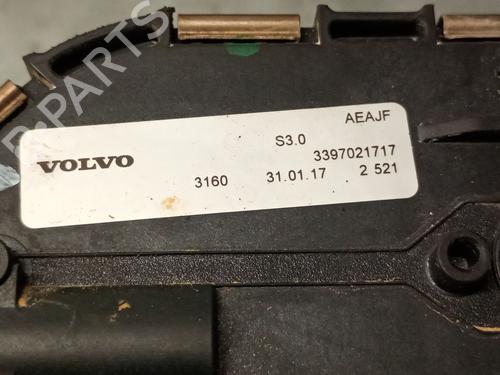 AEAJF
S3.0
VOLVO
3397021717
3160 31.01.17 2 521
B-PARTS